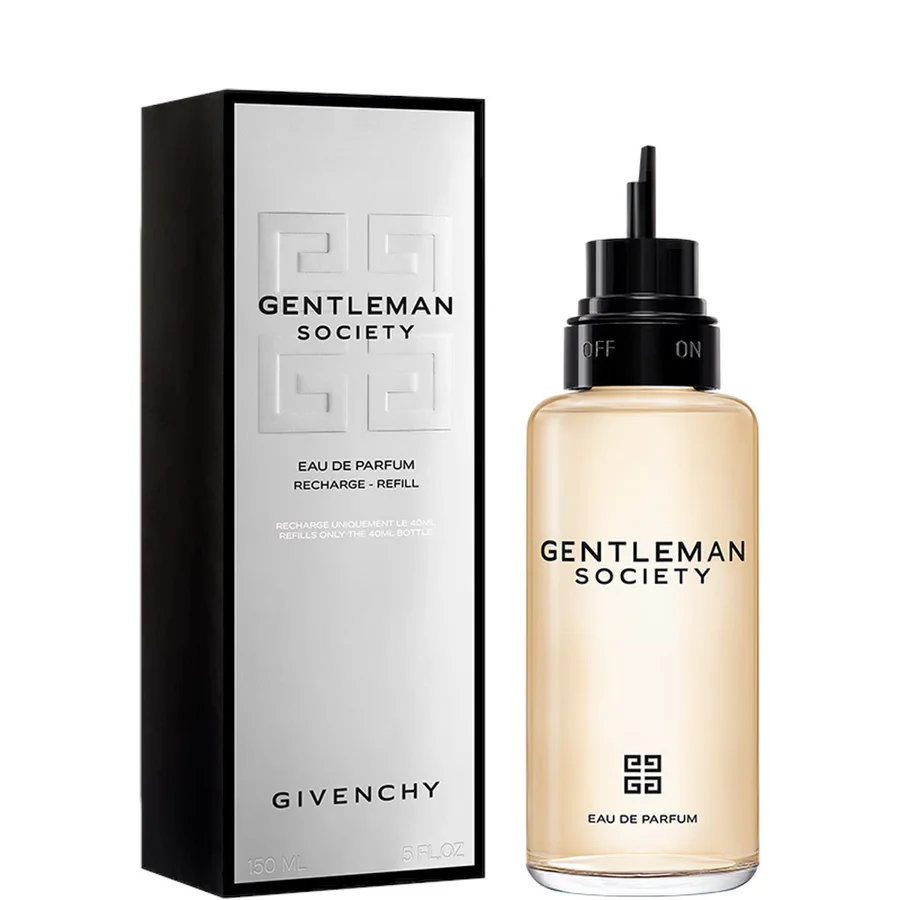 GENTLEMAN
SOCIETY
EAU DE PARFUM
RECHARGE - REFILL
RECHARGE UNIQUEMENT LE 40ML
REFILLS ONLY THE 40ML BOTTLE
GIVENCHY
150 ML
5 FL.OZ
OFF ON
GENTLEMAN
SOCIETY
EAU DE PARFUM